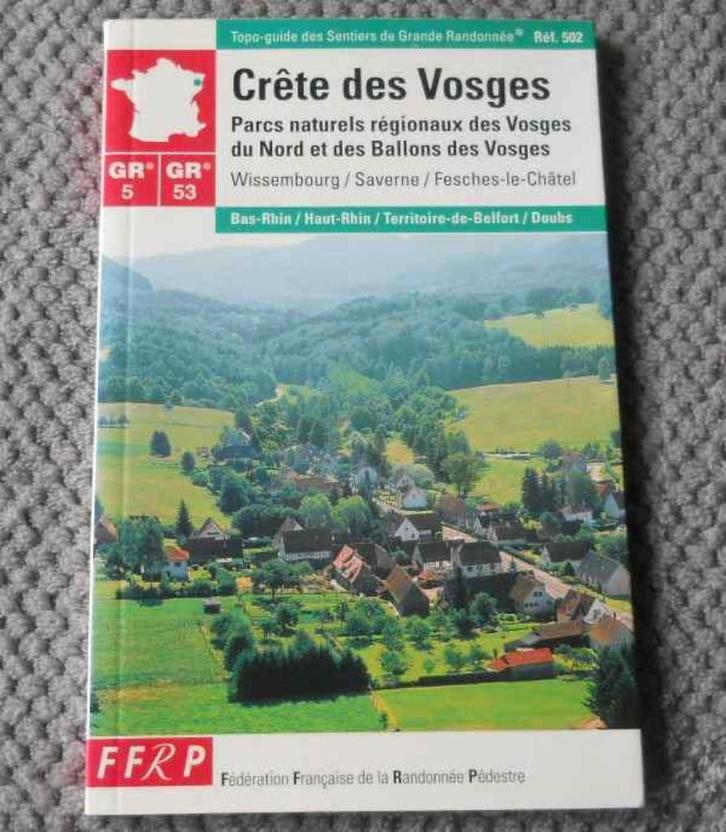 Topo-guide des Sentiers de Grande Randonnée® Réf. 502
Crête des Vosges
Parcs naturels régionaux des Vosges
du Nord et des Ballons des Vosges
GR® 5
GR® 53
Wissembourg / Saverne / Fesches-le-Châtel
Bas-Rhin / Haut-Rhin / Territoire-de-Belfort / Doubs
FFRP
Fédération Française de la Randonnée Pédestre